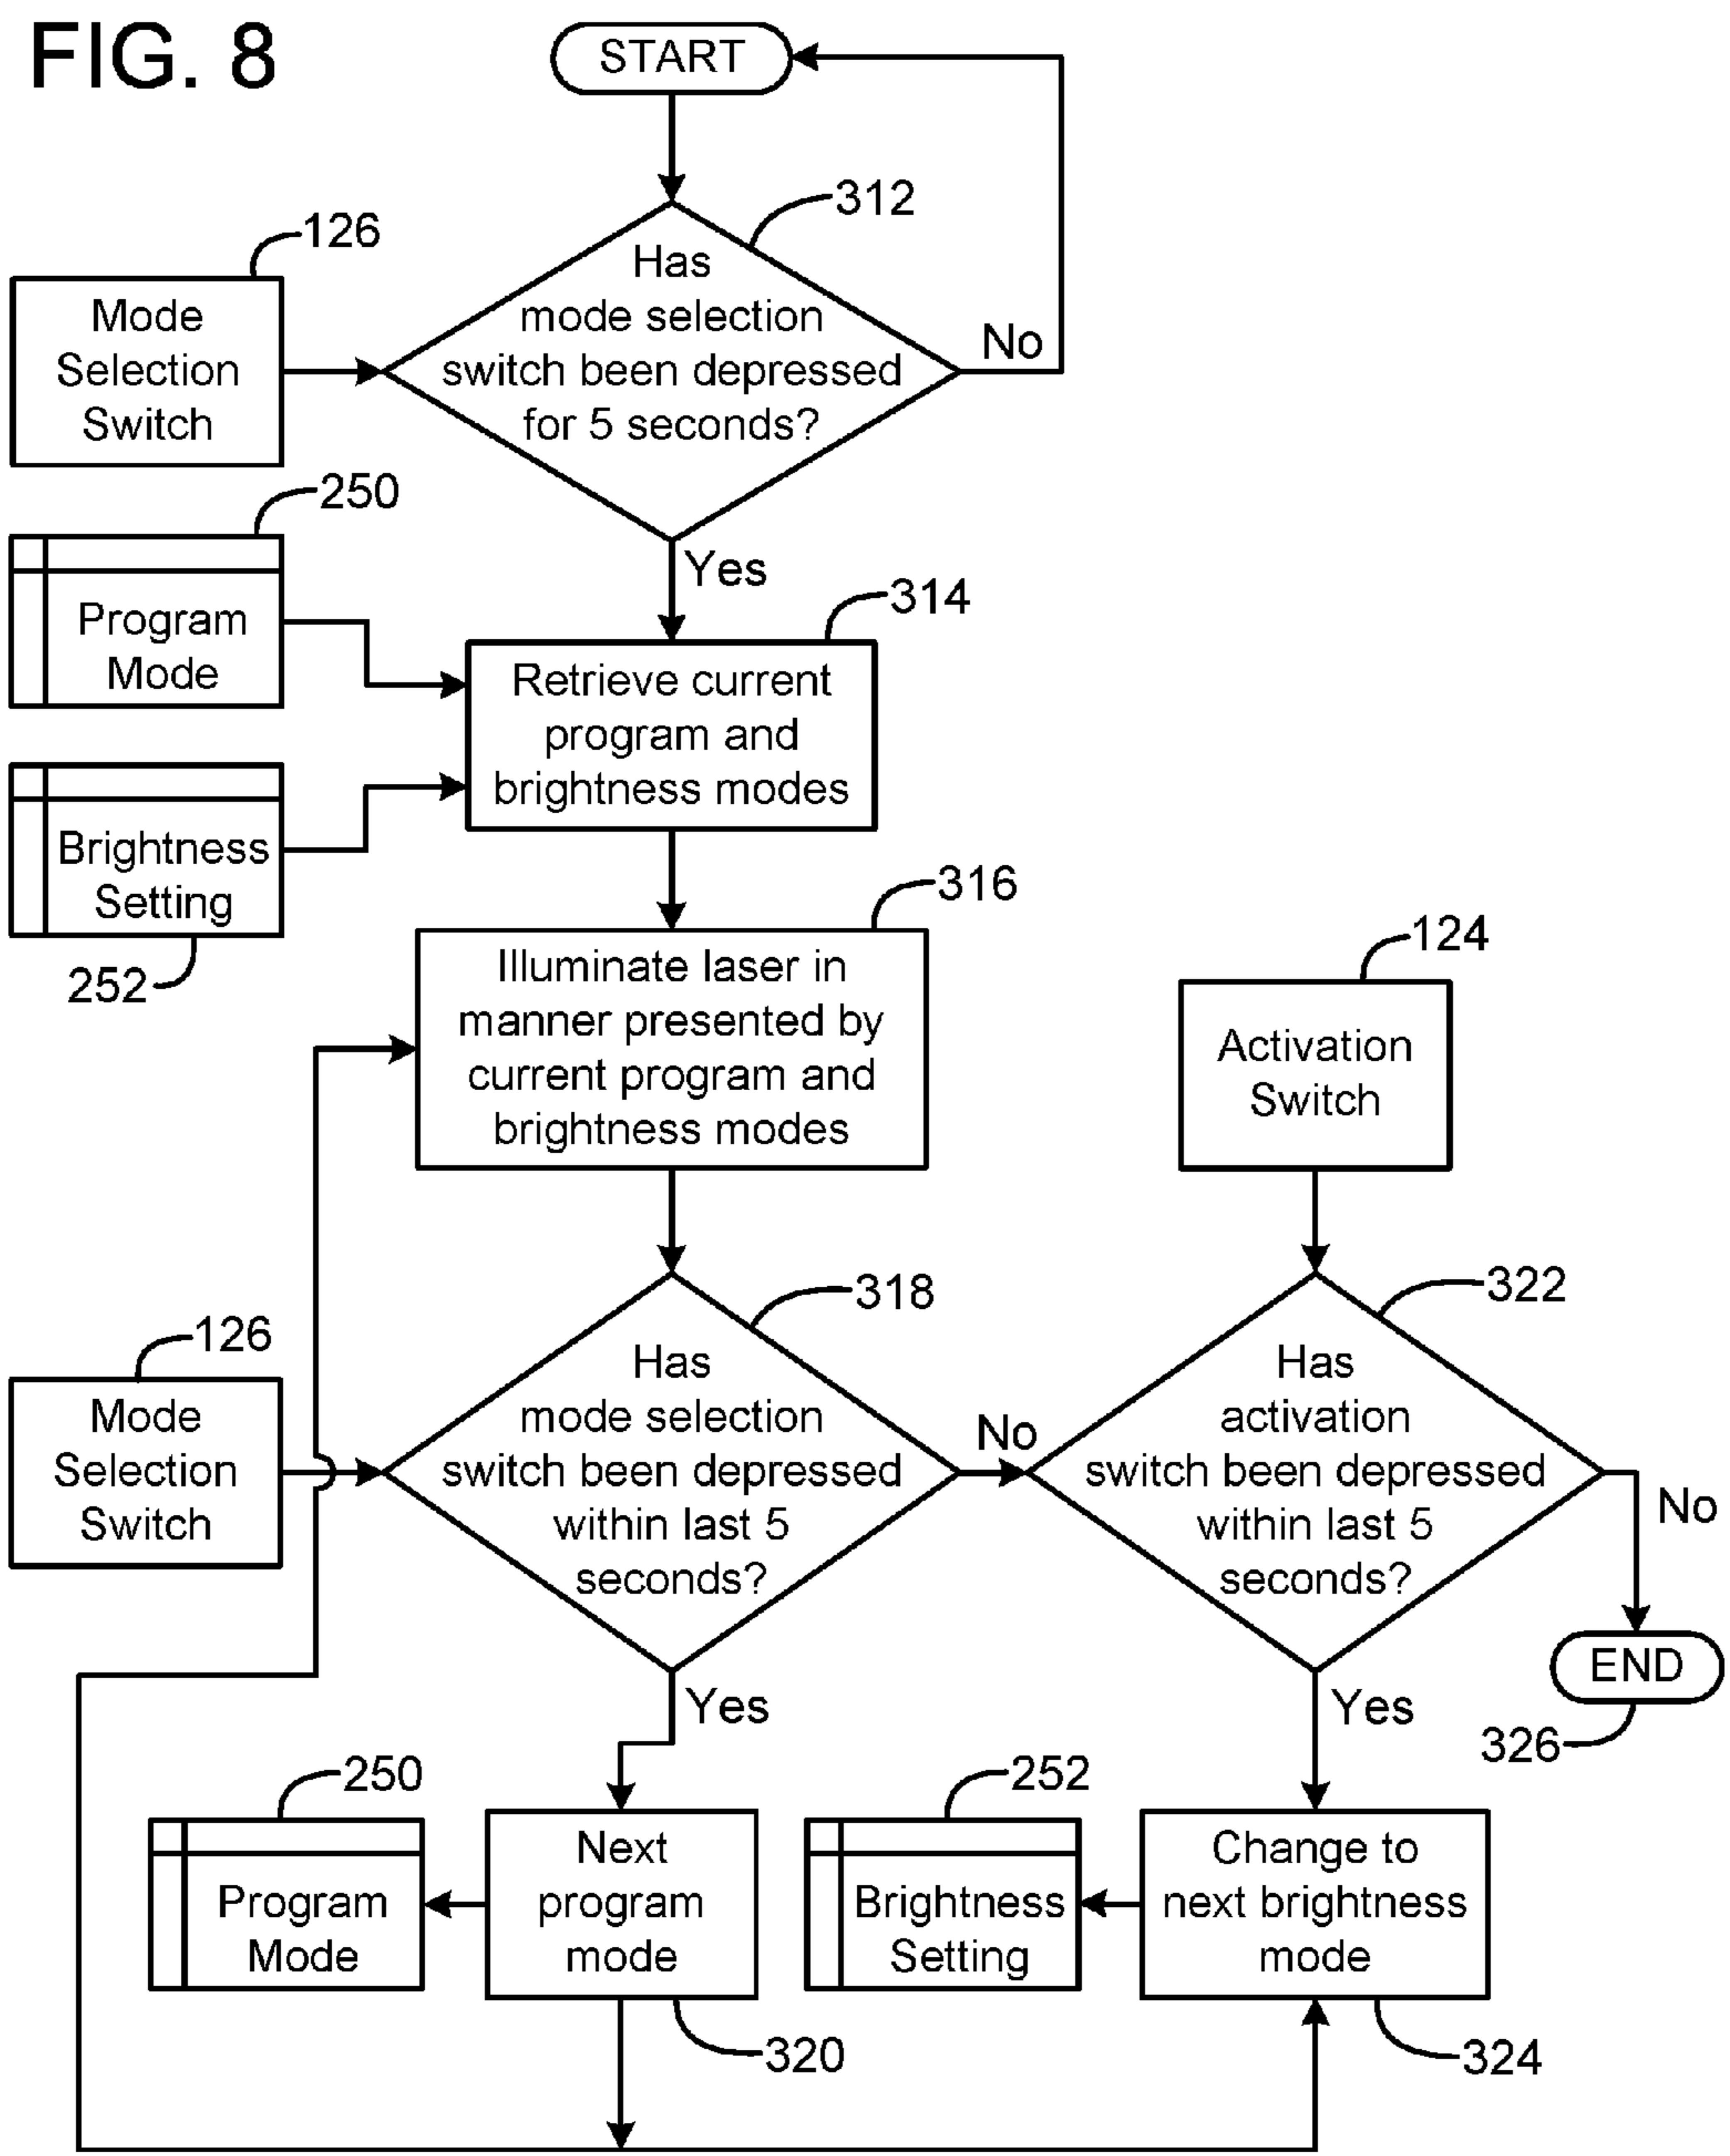 FIG. 8
START
312
126
Has
mode selection
switch been depressed
for 5 seconds?
No
Mode
Selection
Switch
250
Yes
Program
Mode
314
Retrieve current
program and
brightness modes
Brightness
Setting
252
316
Illuminate laser in
manner presented by
current program and
brightness modes
124
Activation
Switch
318
322
126
Mode
Selection
Switch
Has
mode selection
switch been depressed
within last 5
seconds?
No
Has
activation
switch been depressed
within last 5
seconds?
No
END
326
Yes
Yes
250
Program
Mode
Next
program
mode
320
252
Brightness
Setting
Change to
next brightness
mode
324